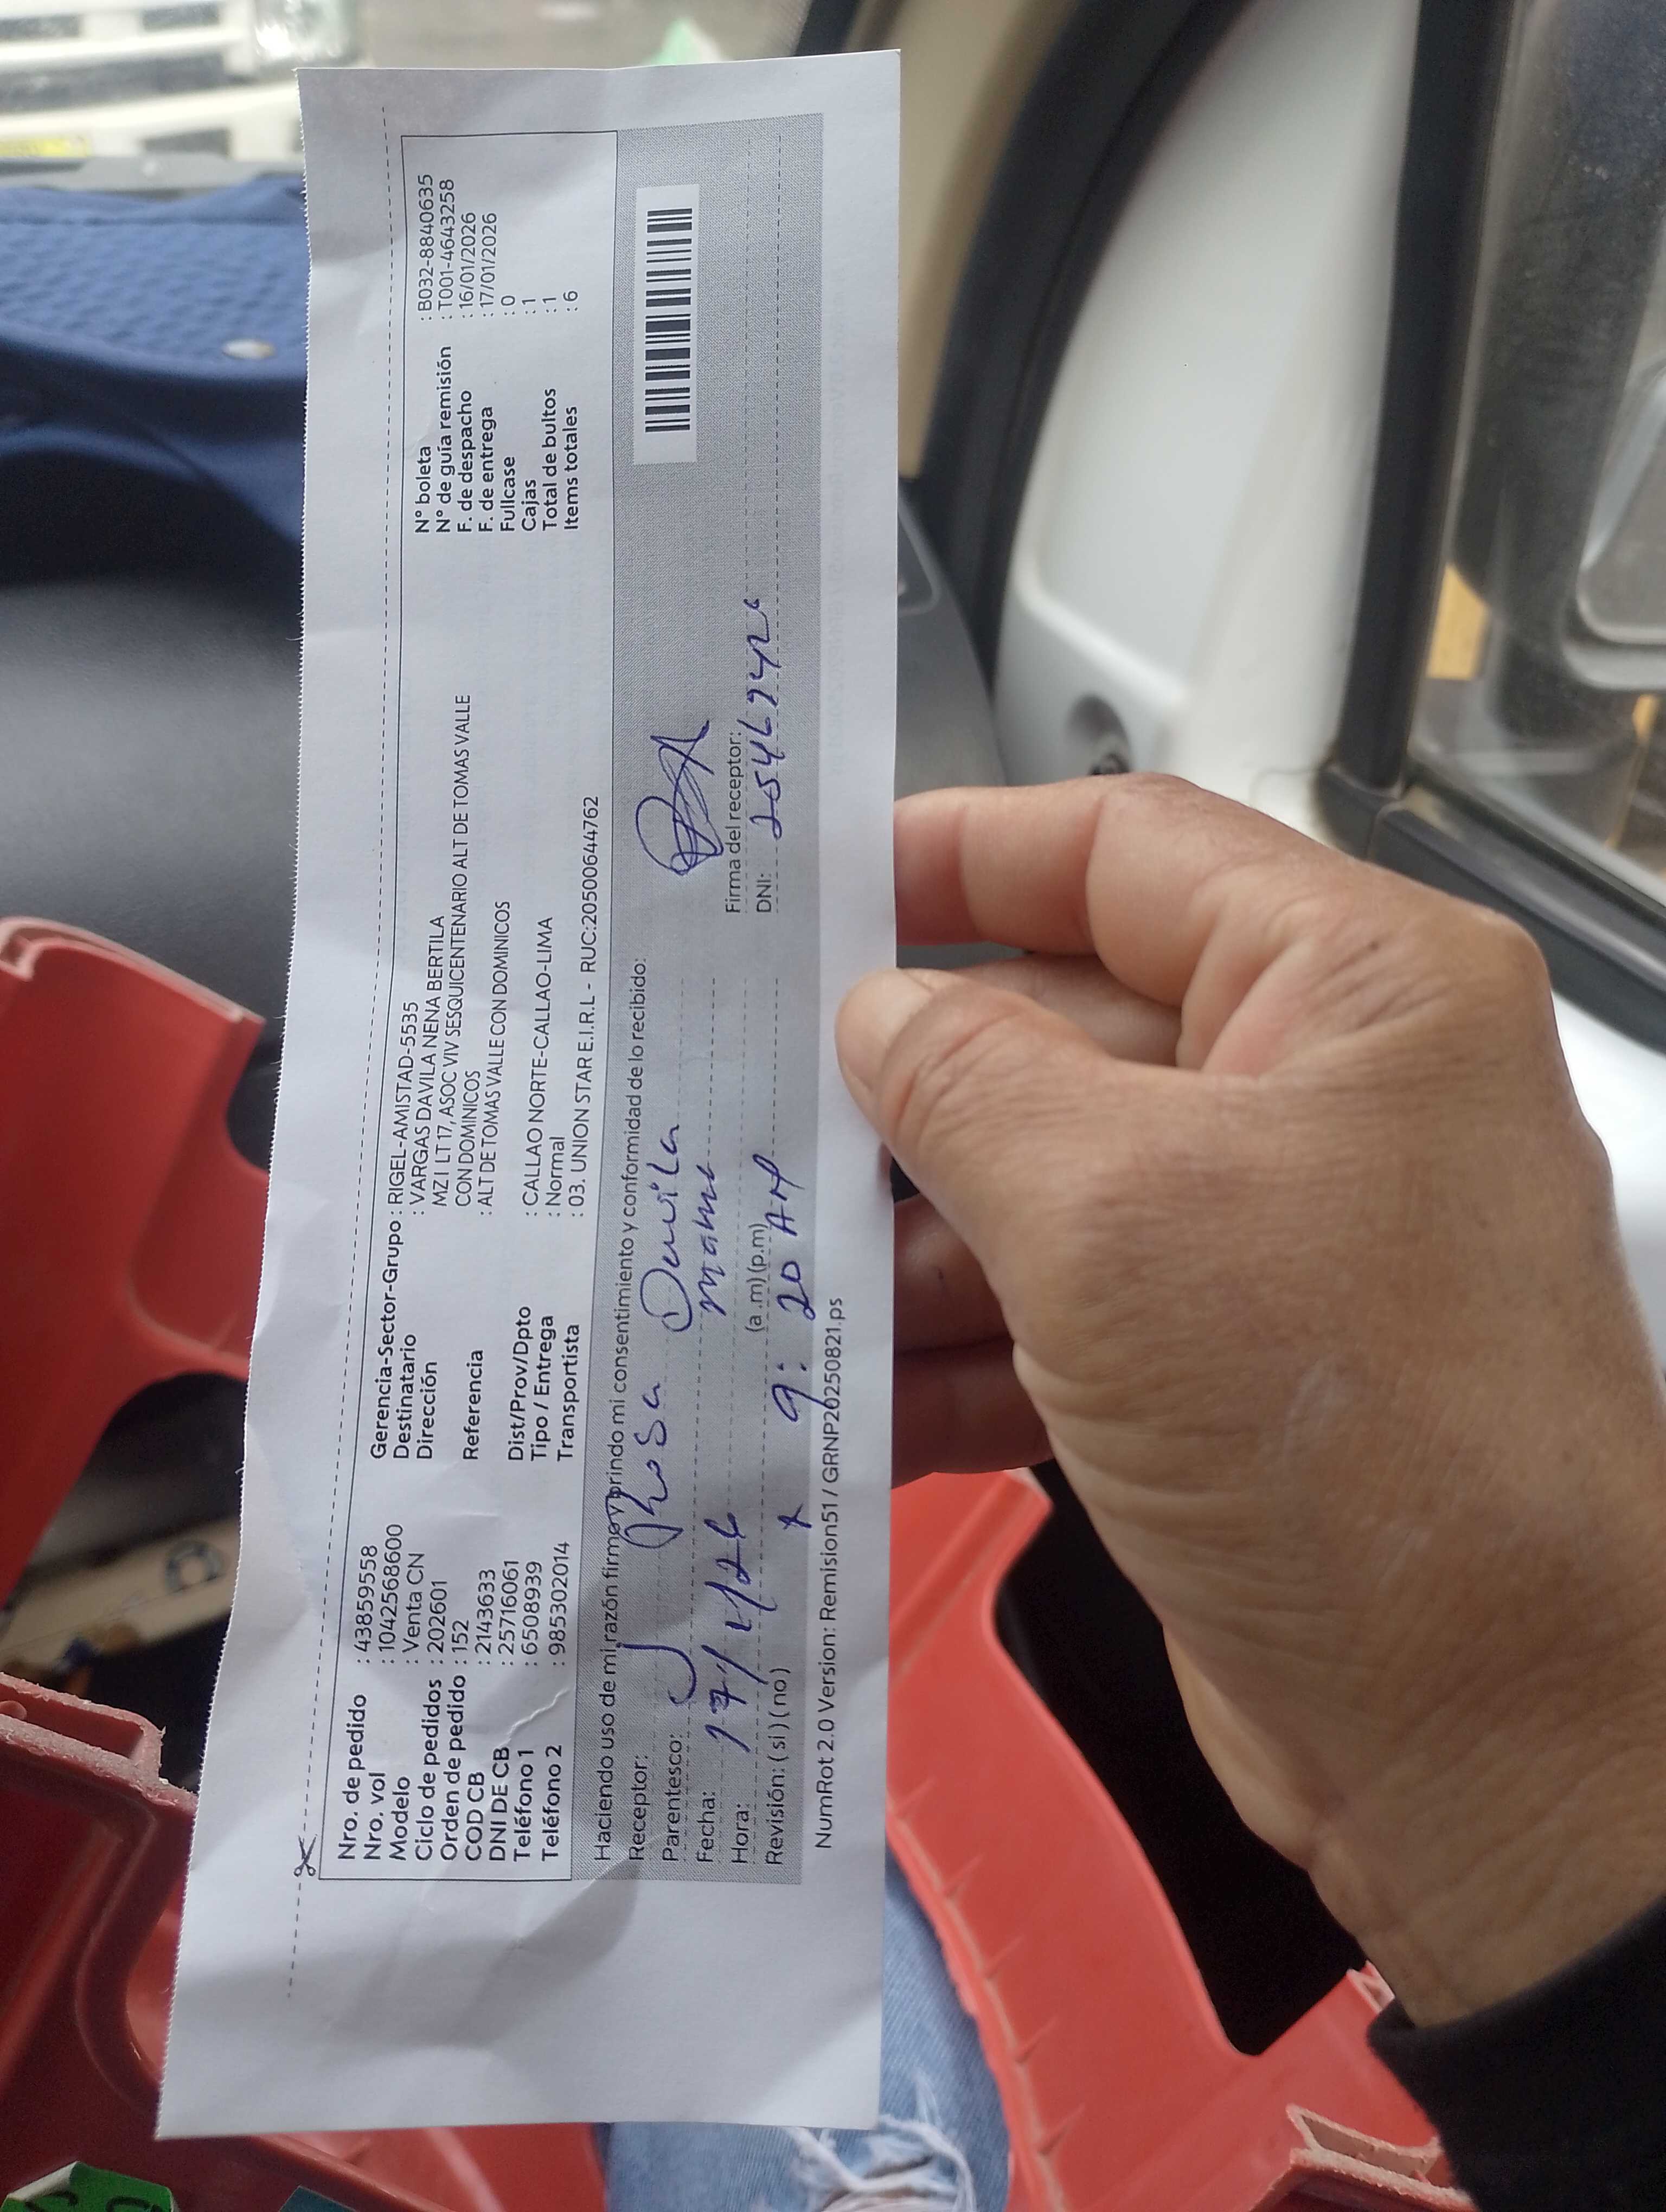 Nro. de pedido : 43859558
Nro. vol : 1042568600
Modelo : Venta CN
Ciclo de pedidos : 202601
Orden de pedido : 152
COD CB : 2143633
DNI DE CB : 25716061
Teléfono 1 : 6508939
Teléfono 2 : 985302014
Gerencia-Sector-Grupo : RIGEL-AMISTAD-5535
Destinatario : VARGAS DAVILA NENA BERTILA
Dirección MZ I LT 17, ASOC VIV SESQUICENTENARIO ALT DE TOMAS VALLE
CON DOMINICOS
Referencia : ALT DE TOMAS VALLE CON DOMINICOS
Dist/Prov/Dpto : CALLAO NORTE-CALLAO-LIMA
Tipo / Entrega : Normal
Transportista : 03. UNION STAR E.I.R.L - RUC:20500644762
N° boleta : B032-8840635
N° de guía remisión : T001-4643258
F. de despacho : 16/01/2026
F. de entrega : 17/01/2026
Fullcase : 0
Cajas : 1
Total de bultos : 1
Items totales : 6
Haciendo uso de mi razón firmo y brindo mi consentimiento y conformidad de lo recibido:
Receptor: Rosa Davila
Parentesco: mama
Fecha: 17/1/26
Hora: (a.m) (p.m) 9:20 AM
Revisión: (si) (no) x
Firma del receptor:
DNI:
NumRot 2.0 Version: Remision51 / GRNP20250821.ps